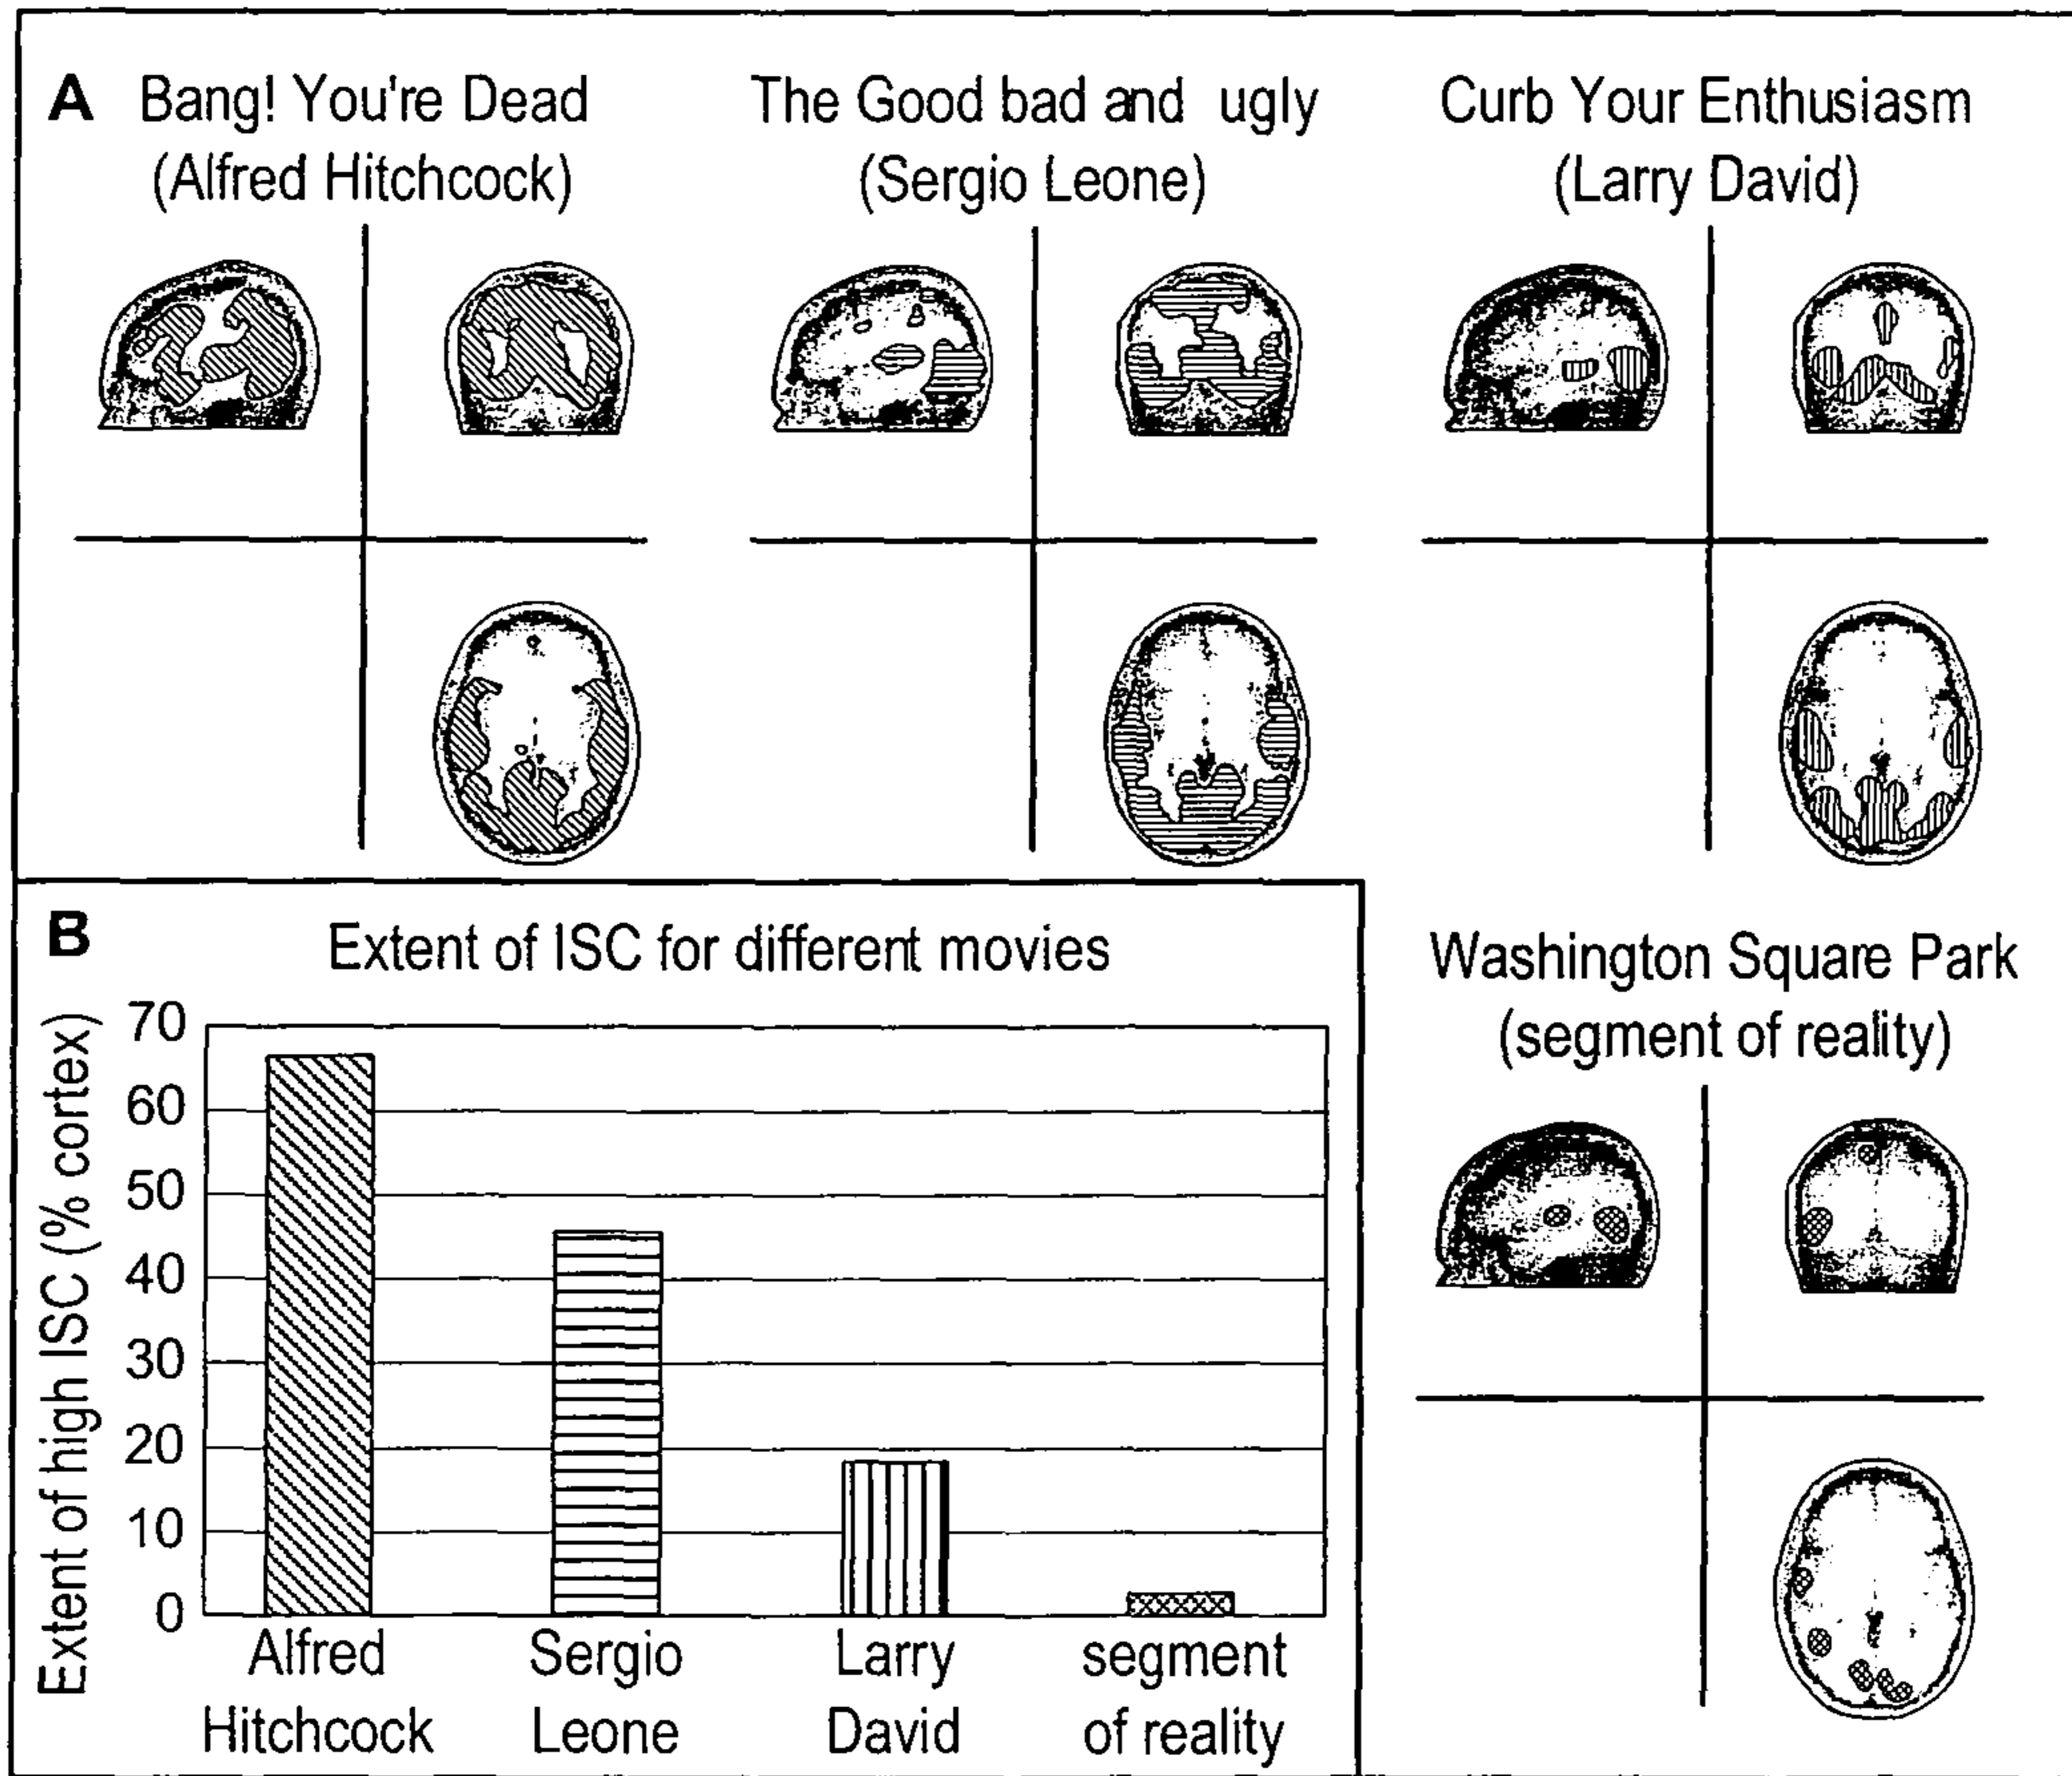 A
Bang! You're Dead
(Alfred Hitchcock)
The Good bad and ugly
(Sergio Leone)
Curb Your Enthusiasm
(Larry David)
B
Extent of ISC for different movies
Extent of high ISC (% cortex)
70
60
50
40
30
20
10
0
Alfred
Hitchcock
Sergio
Leone
Larry
David
segment
of reality
Washington Square Park
(segment of reality)